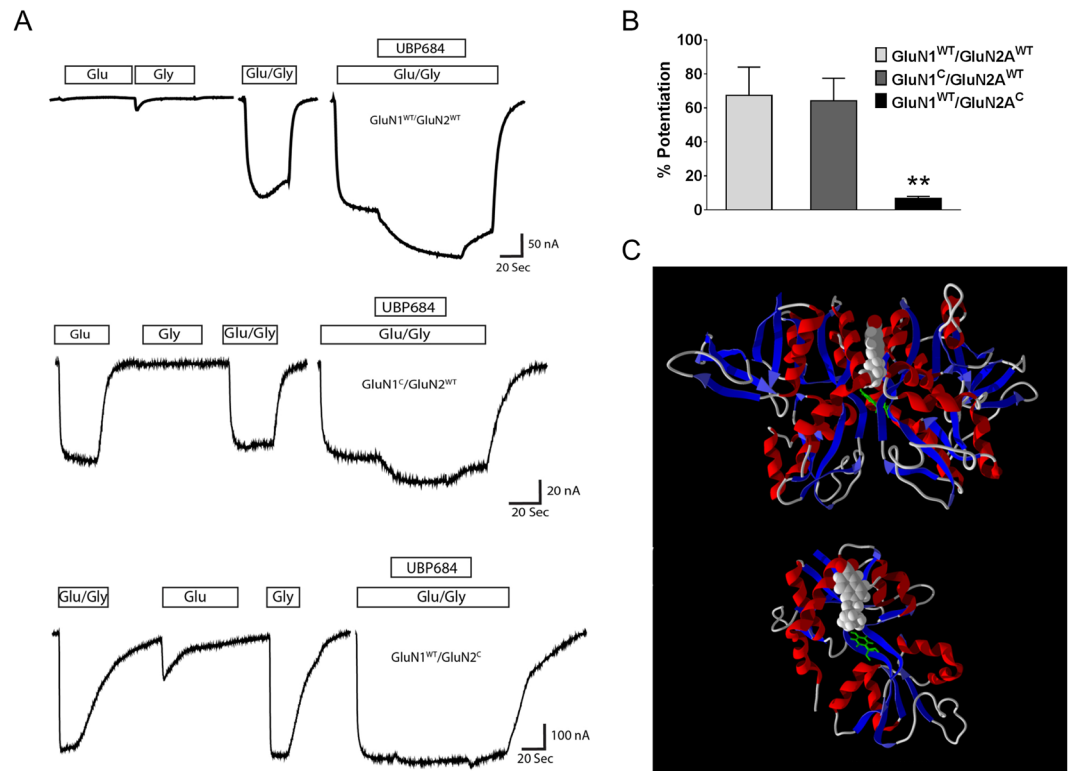 A
UBP684
Glu Gly Glu/Gly Glu/Gly
GluN1WT/GluN2WT
50 nA
20 Sec
UBP684
Glu Gly Glu/Gly Glu/Gly
GluN1C/GluN2WT
20 nA
20 Sec
UBP684
Glu/Gly Glu Gly Glu/Gly
GluN1WT/GluN2C
100 nA
20 Sec
B
% Potentiation
100
80
60
40
20
0
**
GluN1WT/GluN2AWT
GluN1C/GluN2AWT
GluN1WT/GluN2AC
C